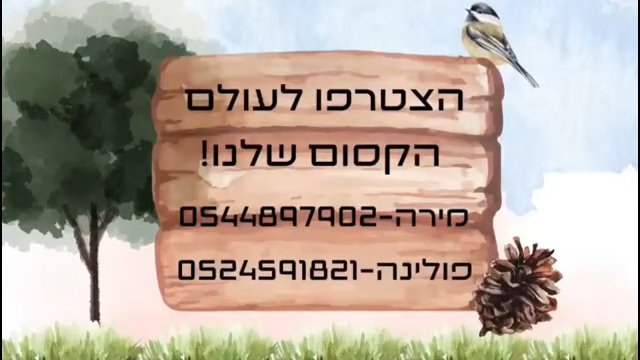 הצטרפו לעולם
הקסום שלנו!
מירה-0544897902
פולינה-0524591821